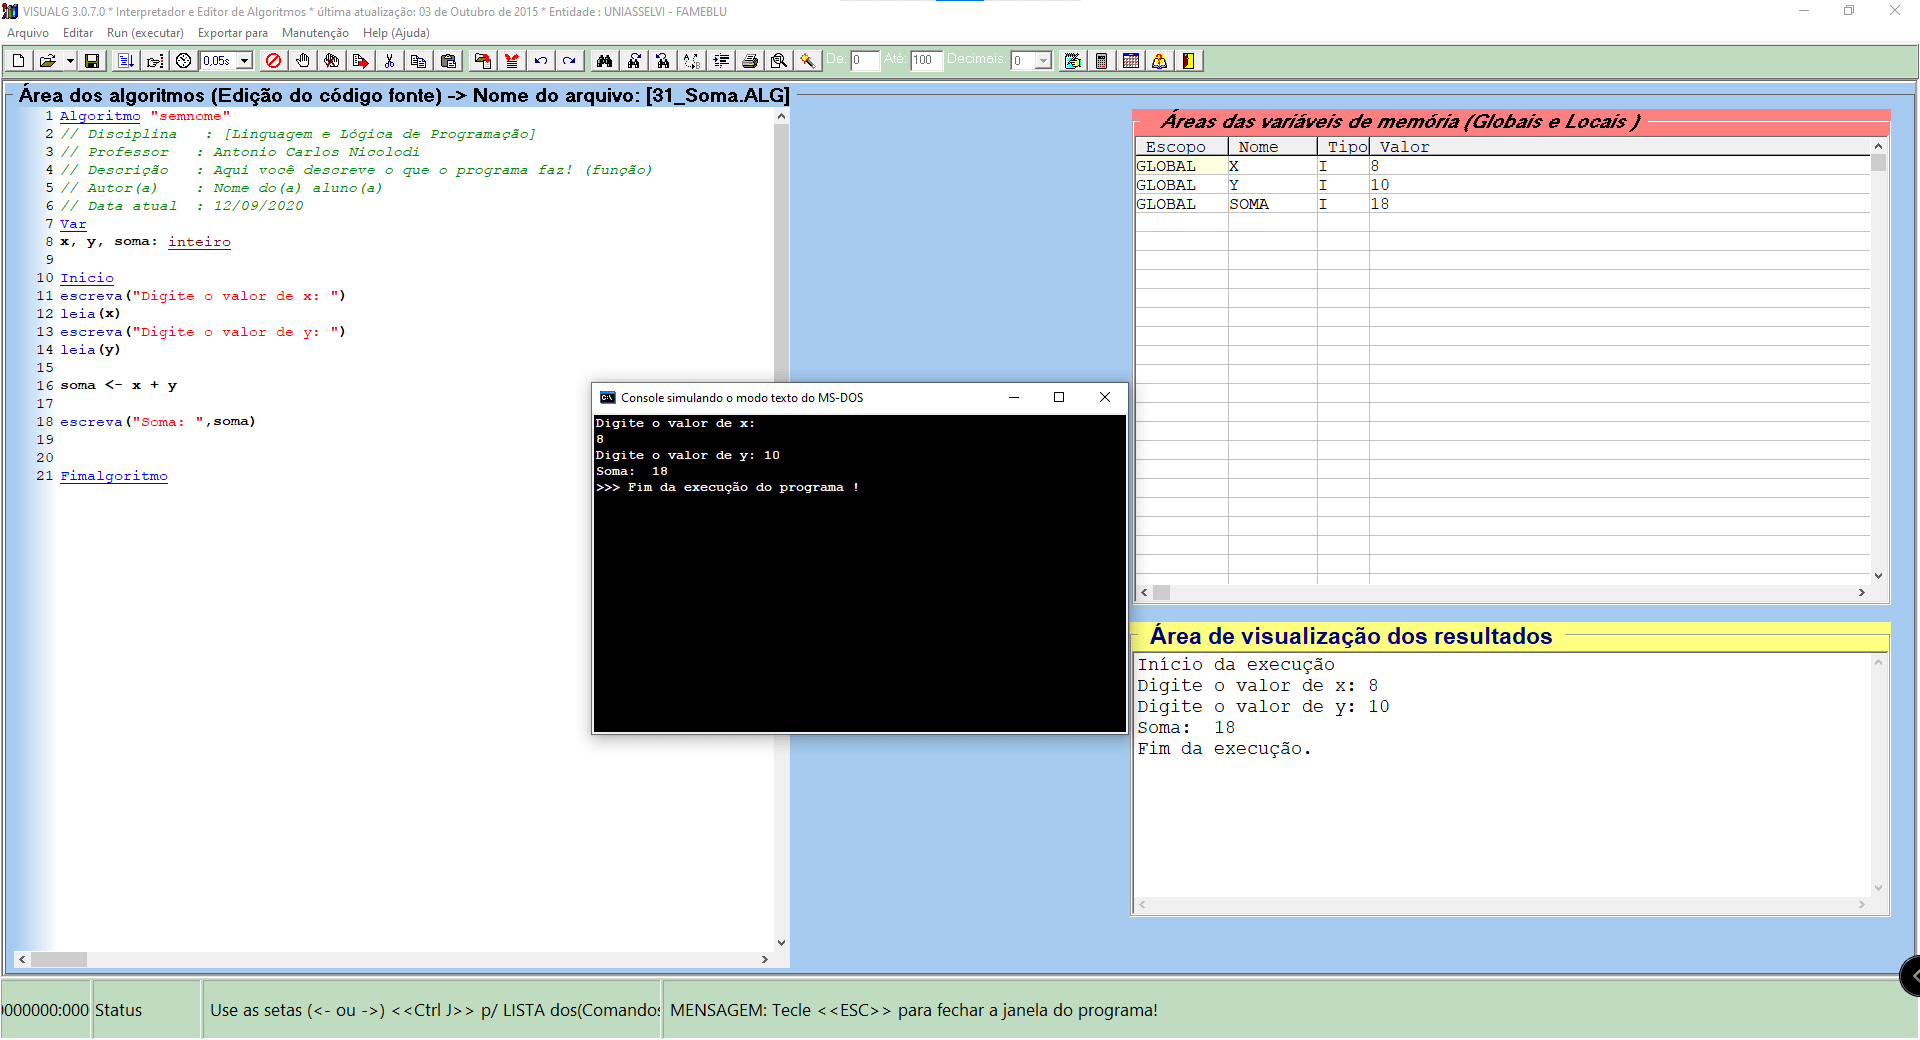 VISUALG 3.0.7.0 * Interpretador e Editor de Algoritmos * última atualização: 03 de Outubro de 2015 * Entidade : UNIASSELVI - FAMEBLU
Arquivo Editar Run (executar) Exportar para Manutenção Help (Ajuda)
0,05s De: 0 Até: 100 Decimais: 0
Área dos algoritmos (Edição do código fonte) -> Nome do arquivo: [31_Soma.ALG]
1 Algoritmo "semnome"
2 // Disciplina   : [Linguagem e Lógica de Programação]
3 // Professor   : Antonio Carlos Nicolodi
4 // Descrição   : Aqui você descreve o que o programa faz! (função)
5 // Autor(a)    : Nome do(a) aluno(a)
6 // Data atual  : 12/09/2020
7 Var
8 x, y, soma: inteiro
9
10 Inicio
11 escreva("Digite o valor de x: ")
12 leia(x)
13 escreva("Digite o valor de y: ")
14 leia(y)
15
16 soma <- x + y
17
18 escreva("Soma: ",soma)
19
20
21 Fimalgoritmo
Console simulando o modo texto do MS-DOS
Digite o valor de x:
8
Digite o valor de y: 10
Soma:  18
>>> Fim da execução do programa !
Áreas das variáveis de memória (Globais e Locais )
Escopo Nome Tipo Valor
GLOBAL X I 8
GLOBAL Y I 10
GLOBAL SOMA I 18
Área de visualização dos resultados
Início da execução
Digite o valor de x: 8
Digite o valor de y: 10
Soma:  18
Fim da execução.
0000000:000 Status Use as setas (<- ou ->) <<Ctrl J>> p/ LISTA dos(Comandos MENSAGEM: Tecle <<ESC>> para fechar a janela do programa!